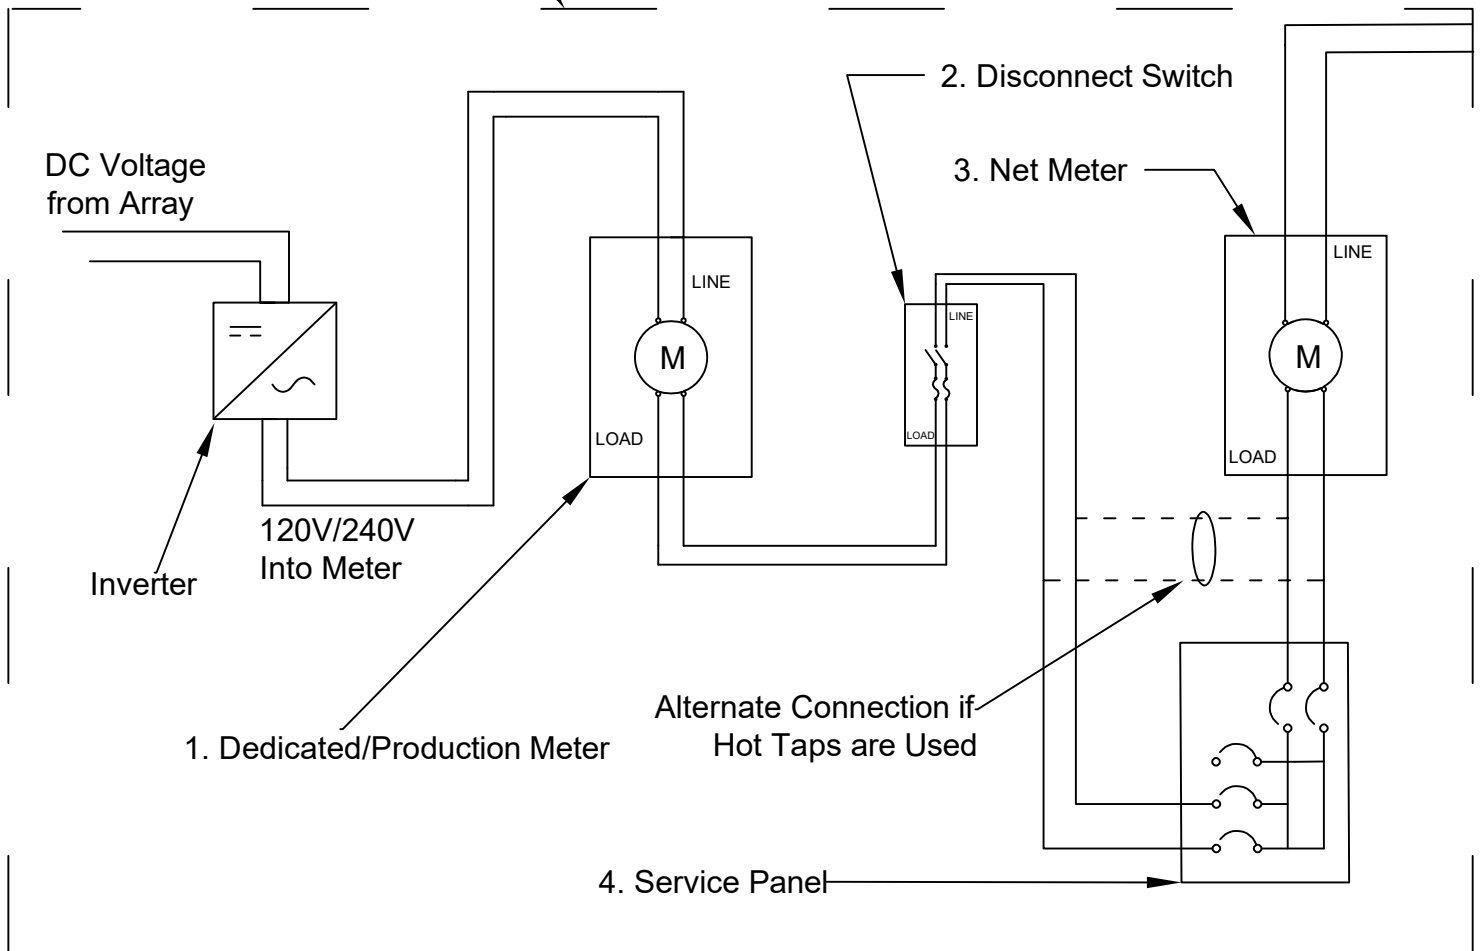 2. Disconnect Switch
DC Voltage
from Array
3. Net Meter
LINE
LINE
LINE
M
M
LOAD
LOAD
LOAD
120V/240V
Into Meter
Inverter
Alternate Connection if
Hot Taps are Used
1. Dedicated/Production Meter
4. Service Panel